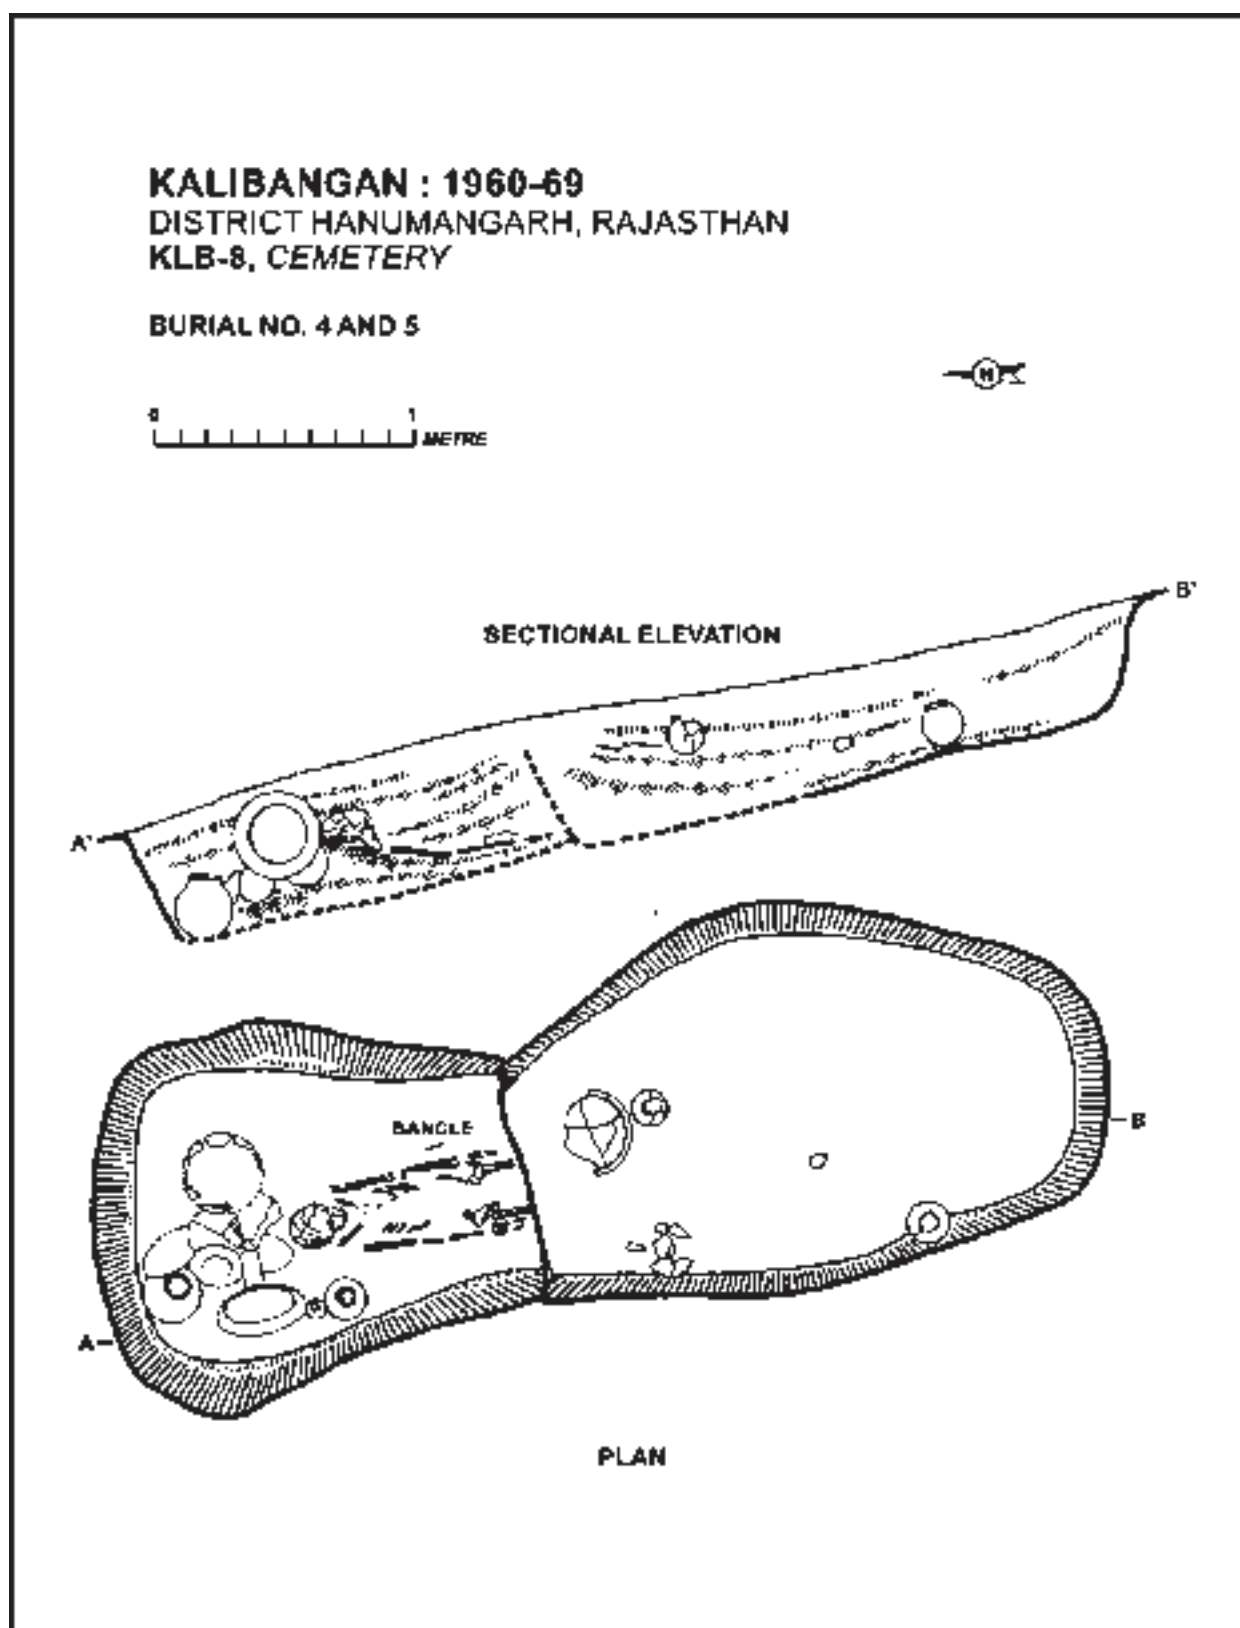 KALIBANGAN : 1960-69
DISTRICT HANUMANGARH, RAJASTHAN
KLB-8, CEMETERY
BURIAL NO. 4 AND 5
N
0 1
METRE
SECTIONAL ELEVATION
B'
A'
BANGLE
B
A
PLAN